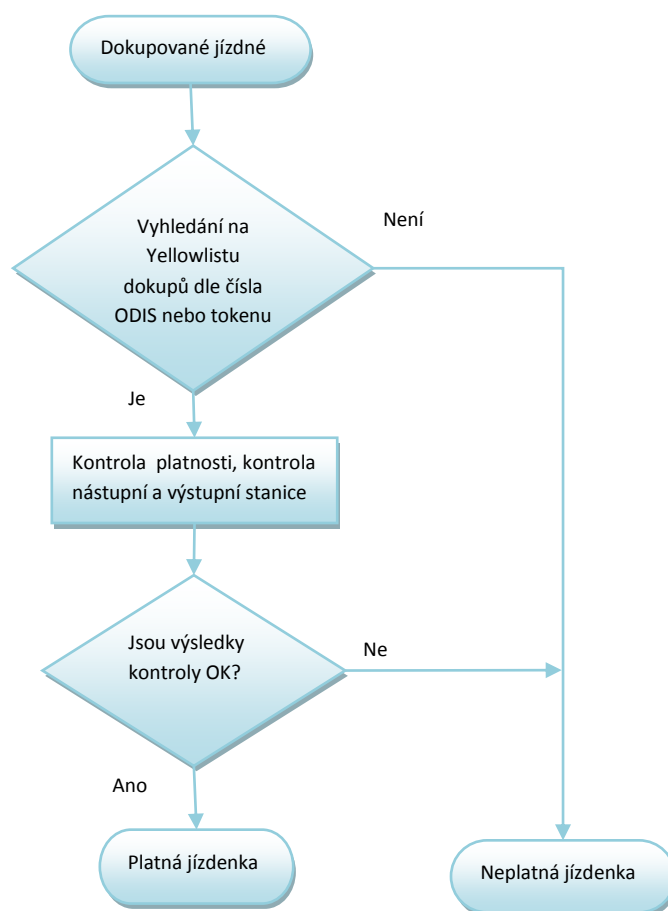 Dokupované jízdné
Vyhledání na
Yellowlistu
dokupů dle čísla
ODIS nebo tokenu
Není
Je
Kontrola platnosti, kontrola
nástupní a výstupní stanice
Jsou výsledky
kontroly OK?
Ne
Ano
Platná jízdenka
Neplatná jízdenka